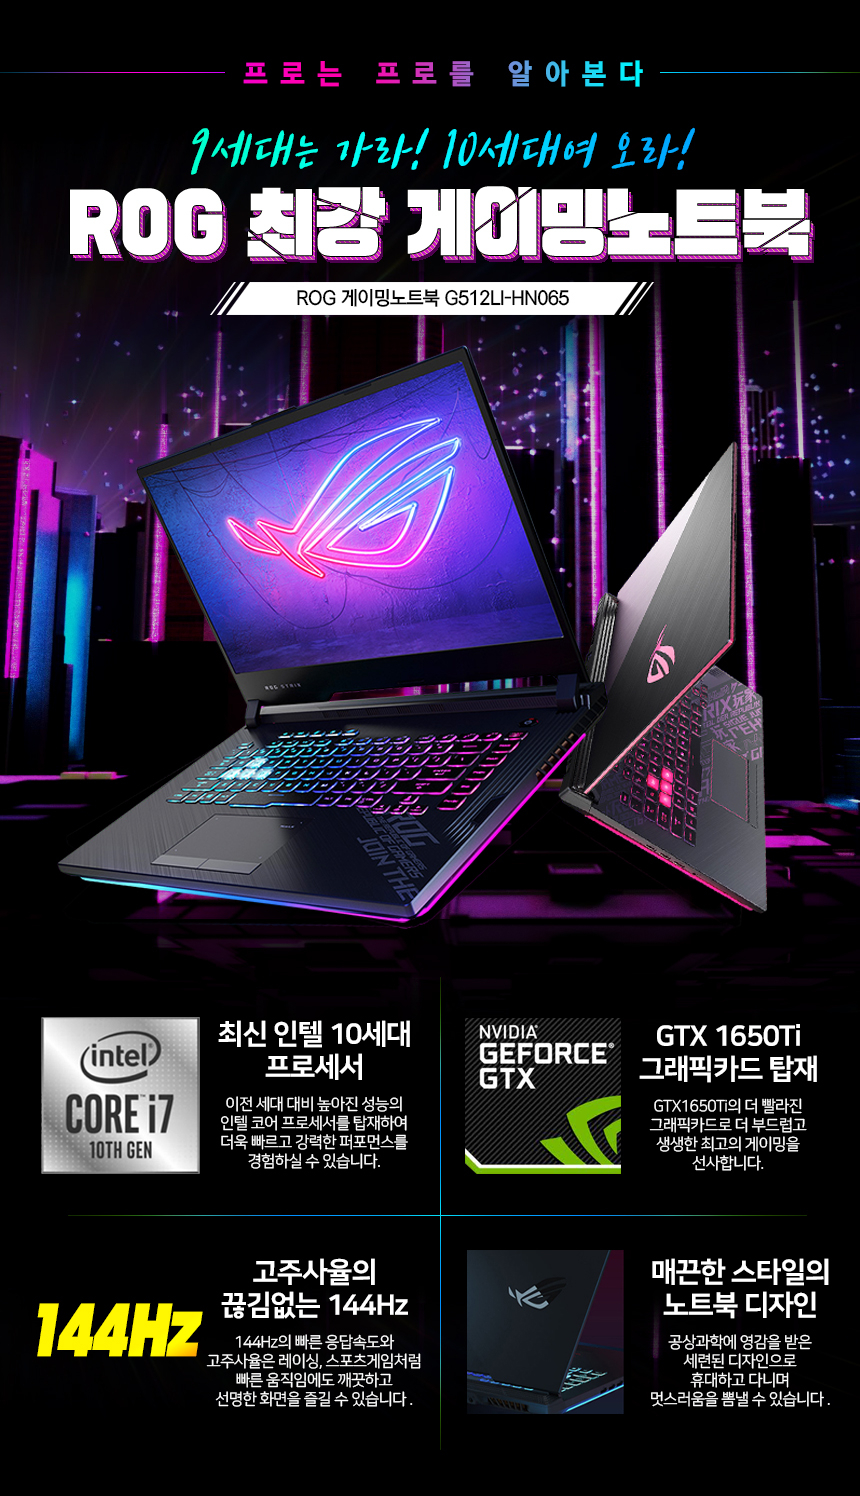 프로는 프로를 알아본다
9세대는 가라! 10세대여 오라!
ROG 최강 게이밍노트북
ROG 게이밍노트북 G512LI-HN065
ROG STRIX
ROG
JOIN THE
intel
CORE™ i7
10TH GEN
최신 인텔 10세대
프로세서
이전 세대 대비 높아진 성능의
인텔 코어 프로세서를 탑재하여
더욱 빠르고 강력한 퍼포먼스를
경험하실 수 있습니다.
NVIDIA®
GEFORCE®
GTX
GTX 1650Ti
그래픽카드 탑재
GTX1650Ti의 더 빨라진
그래픽카드로 더 부드럽고
생생한 최고의 게이밍을
선사합니다.
144Hz
고주사율의
끊김없는 144Hz
144Hz의 빠른 응답속도와
고주사율은 레이싱, 스포츠게임처럼
빠른 움직임에도 깨끗하고
선명한 화면을 즐길 수 있습니다.
매끈한 스타일의
노트북 디자인
공상과학에 영감을 받은
세련된 디자인으로
휴대하고 다니며
멋스러움을 뽐낼 수 있습니다.